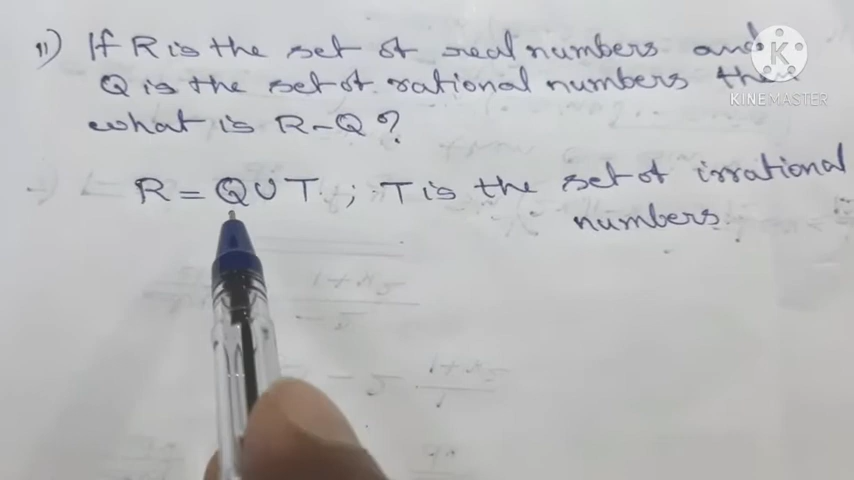 11) If R is the set of real numbers and
Q is the set of rational numbers then
what is R-Q?
R = Q ∪ T ; T is the set of irrational
numbers
K
KINEMASTER